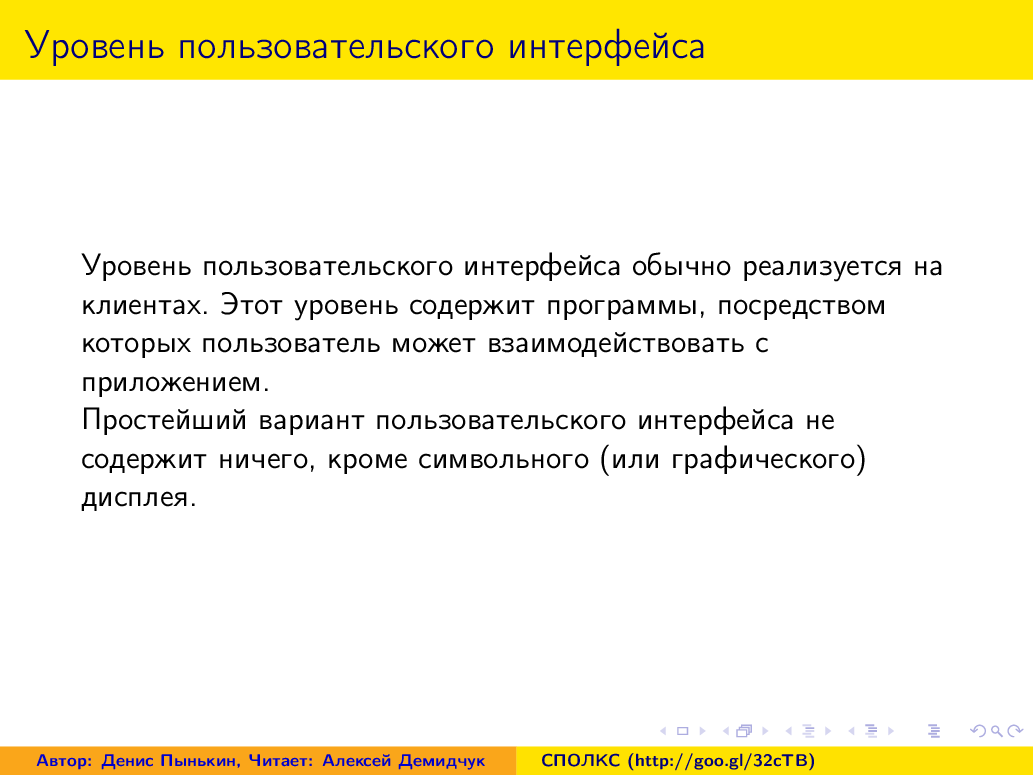 Уровень пользовательского интерфейса
Уровень пользовательского интерфейса обычно реализуется на
клиентах. Этот уровень содержит программы, посредством
которых пользователь может взаимодействовать с
приложением.
Простейший вариант пользовательского интерфейса не
содержит ничего, кроме символьного (или графического)
дисплея.
Автор: Денис Пынькин, Читает: Алексей Демидчук СПОЛКС (http://goo.gl/32cTB)